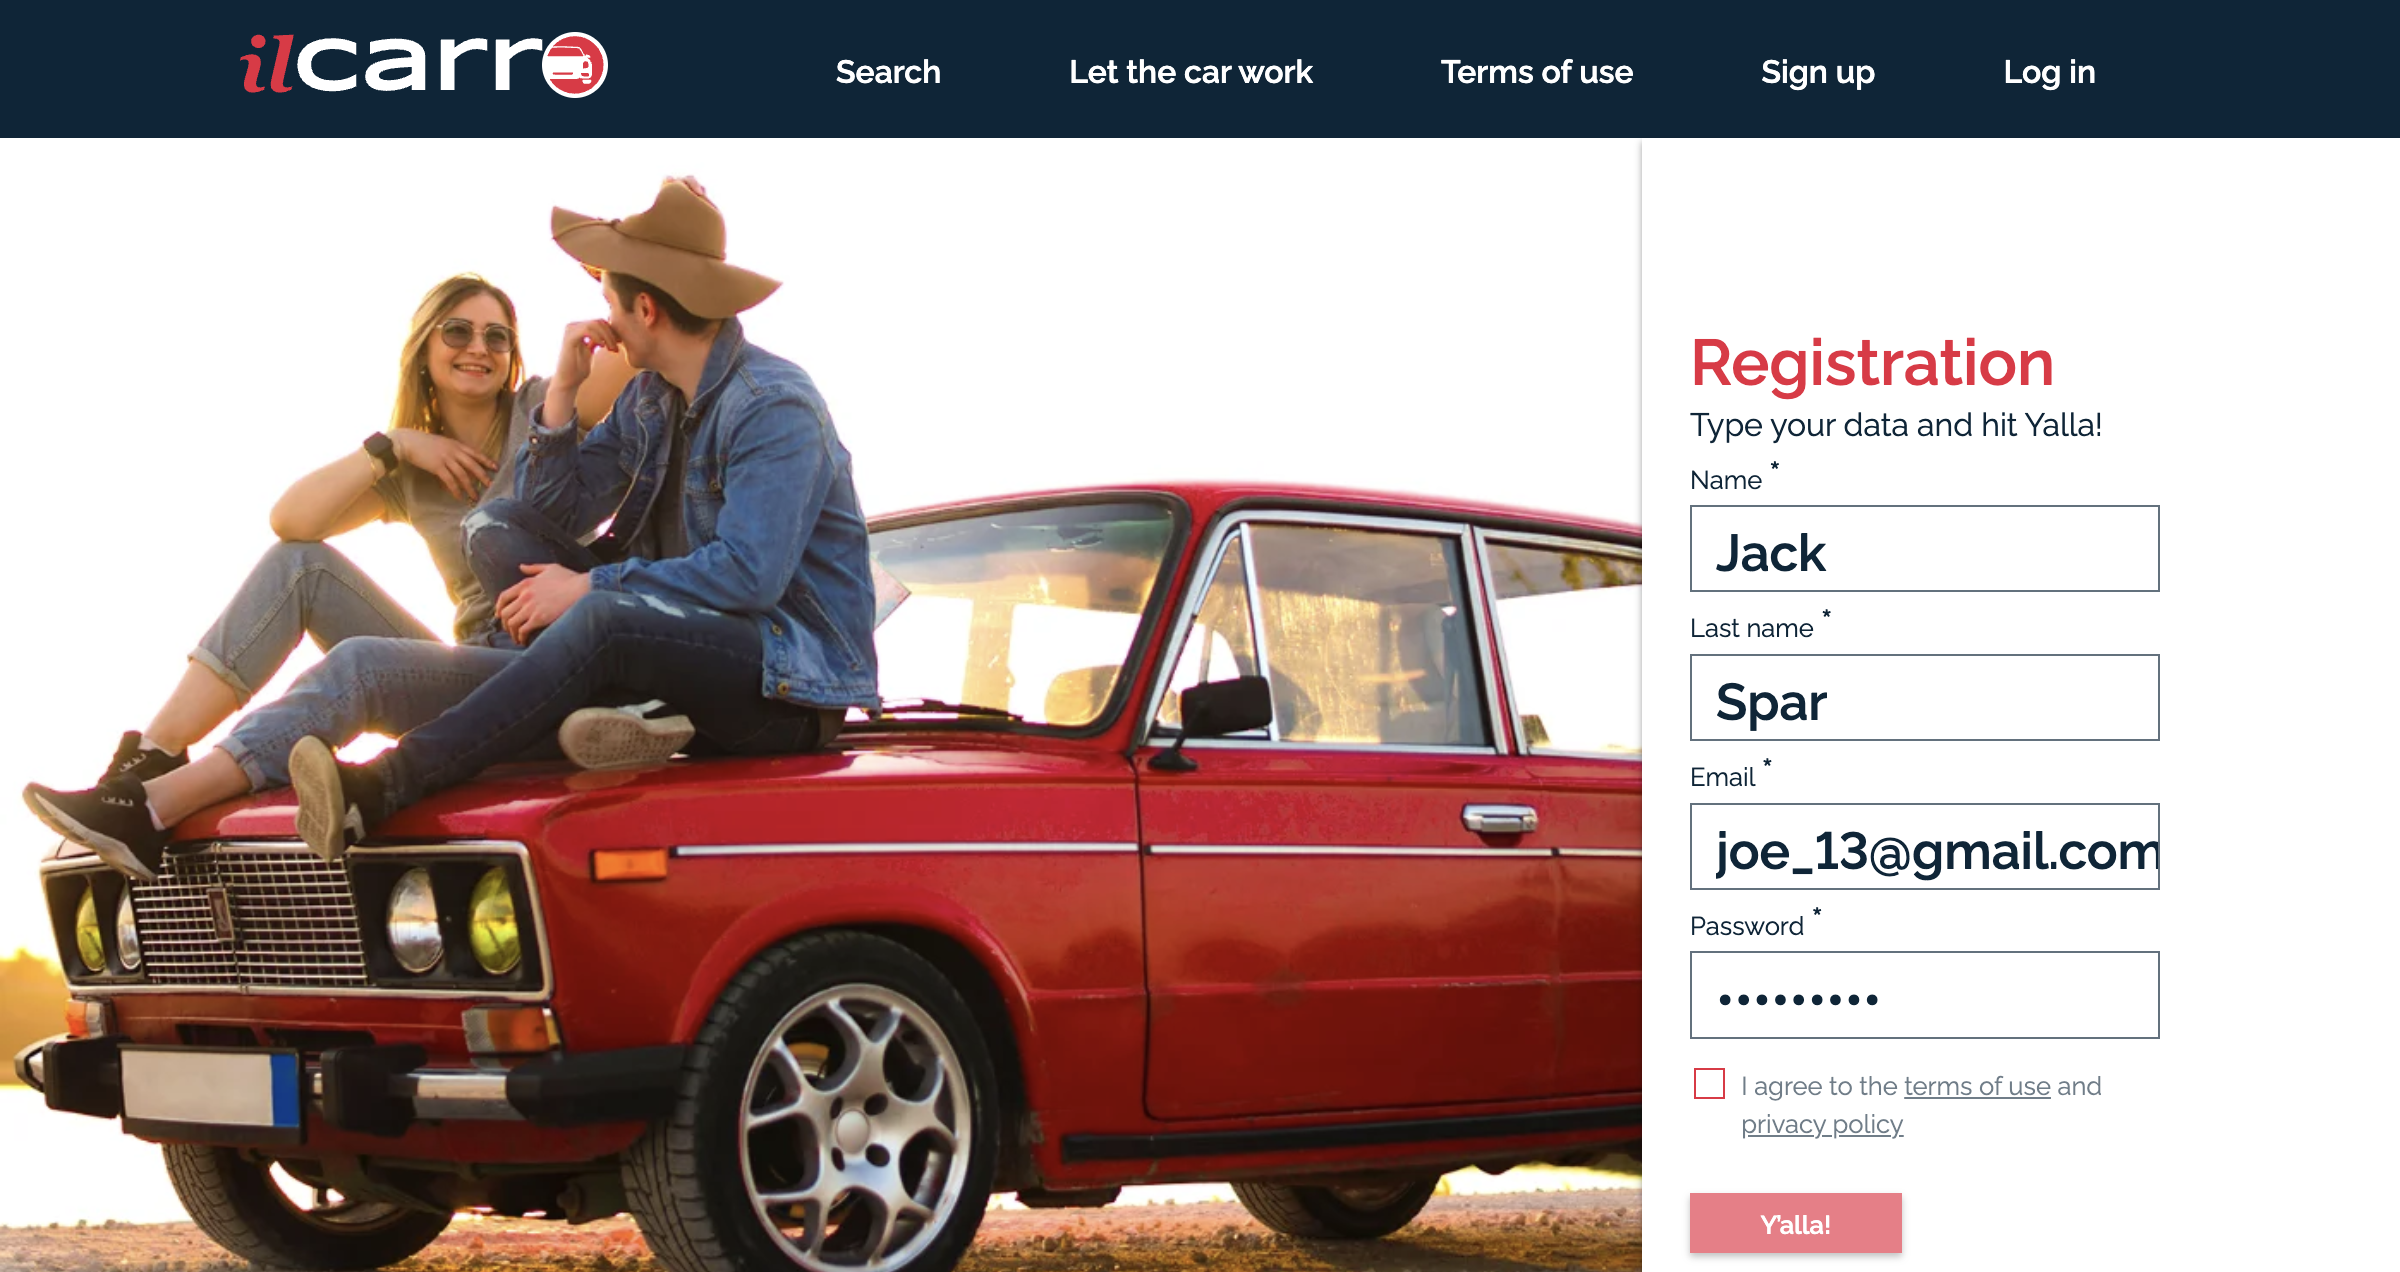 ilcarro
Search
Let the car work
Terms of use
Sign up
Log in
Registration
Type your data and hit Yalla!
Name *
Jack
Last name *
Spar
Email *
joe_13@gmail.com
Password *
•••••••••
I agree to the terms of use and
privacy policy
Y'alla!